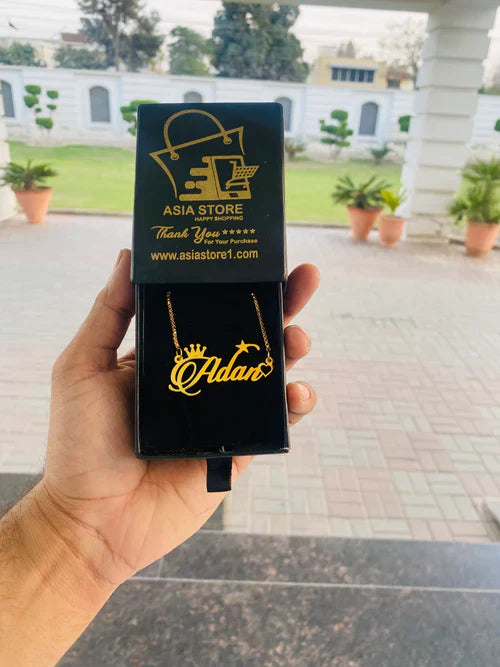 ASIA STORE
HAPPY SHOPPING
Thank You ★★★★★
For Your Purchase
www.asiastore1.com
Adan